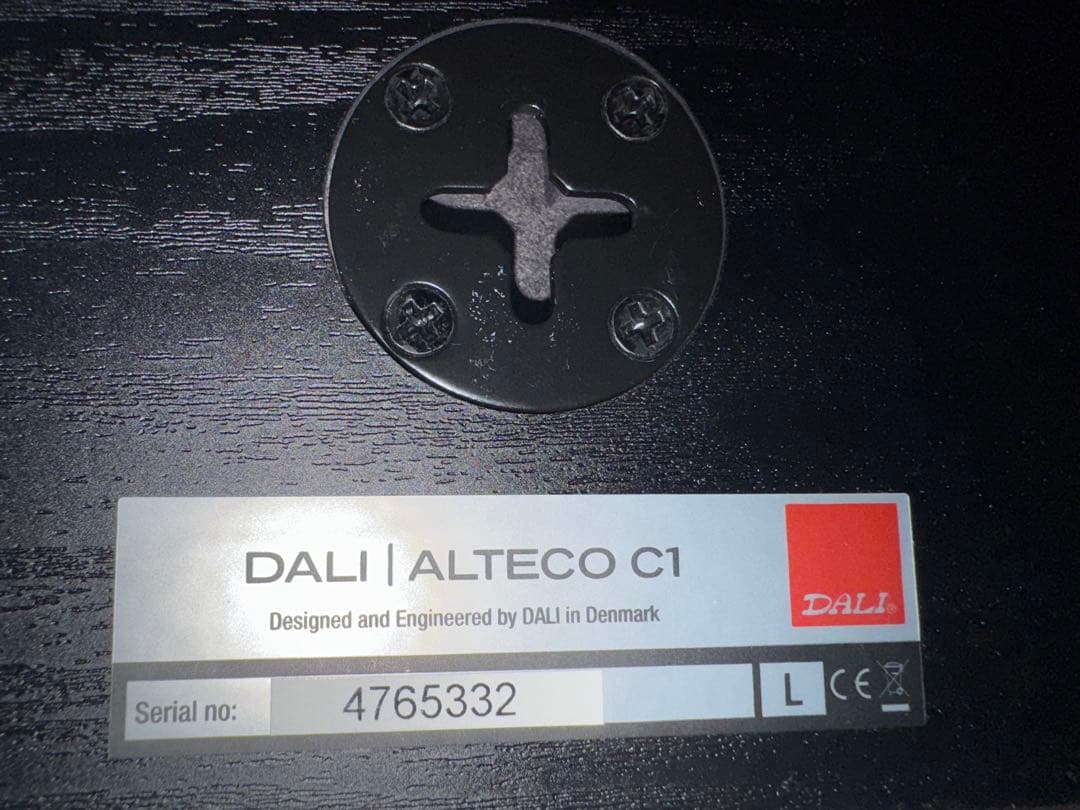 DALI | ALTECO C1
Designed and Engineered by DALI in Denmark
DALI®
Serial no: 4765332 L CE